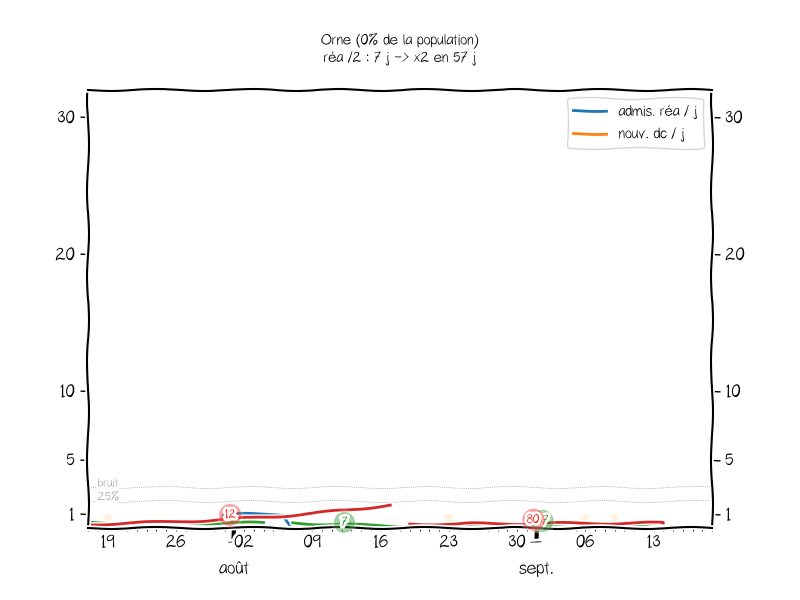 Orne (0% de la population)
réa /2 : 7 j -> x2 en 57 j
admis. réa / j
nouv. dc / j
30 30
20 20
10 10
5 5
bruit
25%
1 1
12 7 80 7
19 26 02 09 16 23 30 06 13
août sept.